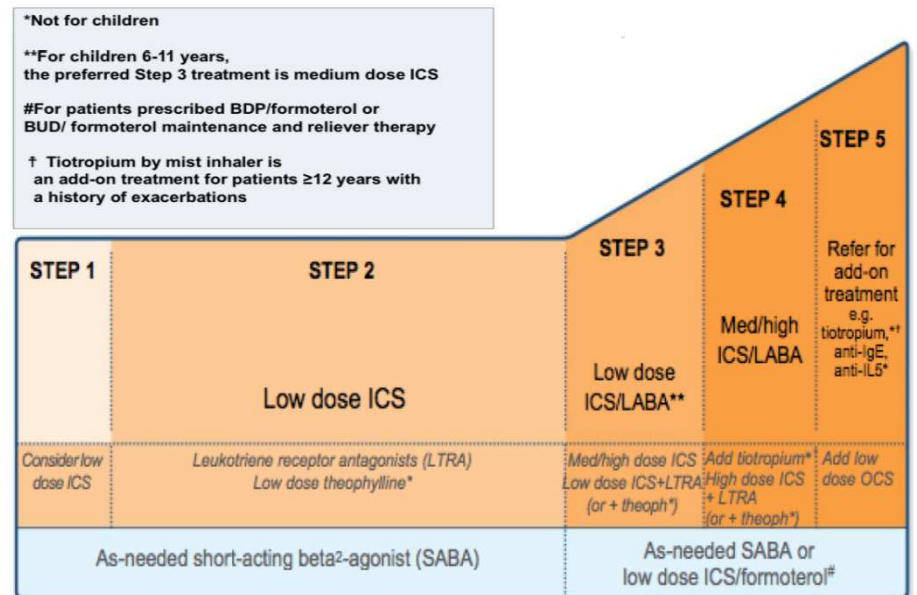 *Not for children
**For children 6-11 years,
the preferred Step 3 treatment is medium dose ICS
#For patients prescribed BDP/formoterol or
BUD/ formoterol maintenance and reliever therapy
† Tiotropium by mist inhaler is
an add-on treatment for patients ≥12 years with
a history of exacerbations
STEP 1
Consider low
dose ICS
STEP 2
Low dose ICS
Leukotriene receptor antagonists (LTRA)
Low dose theophylline*
STEP 3
Low dose
ICS/LABA**
Med/high dose ICS
Low dose ICS+LTRA
(or + theoph*)
STEP 4
Med/high
ICS/LABA
Add tiotropium*†
High dose ICS
+ LTRA
(or + theoph*)
STEP 5
Refer for
add-on
treatment
e.g.
tiotropium,*†
anti-IgE,
anti-IL5*
Add low
dose OCS
As-needed short-acting beta²-agonist (SABA)
As-needed SABA or
low dose ICS/formoterol#